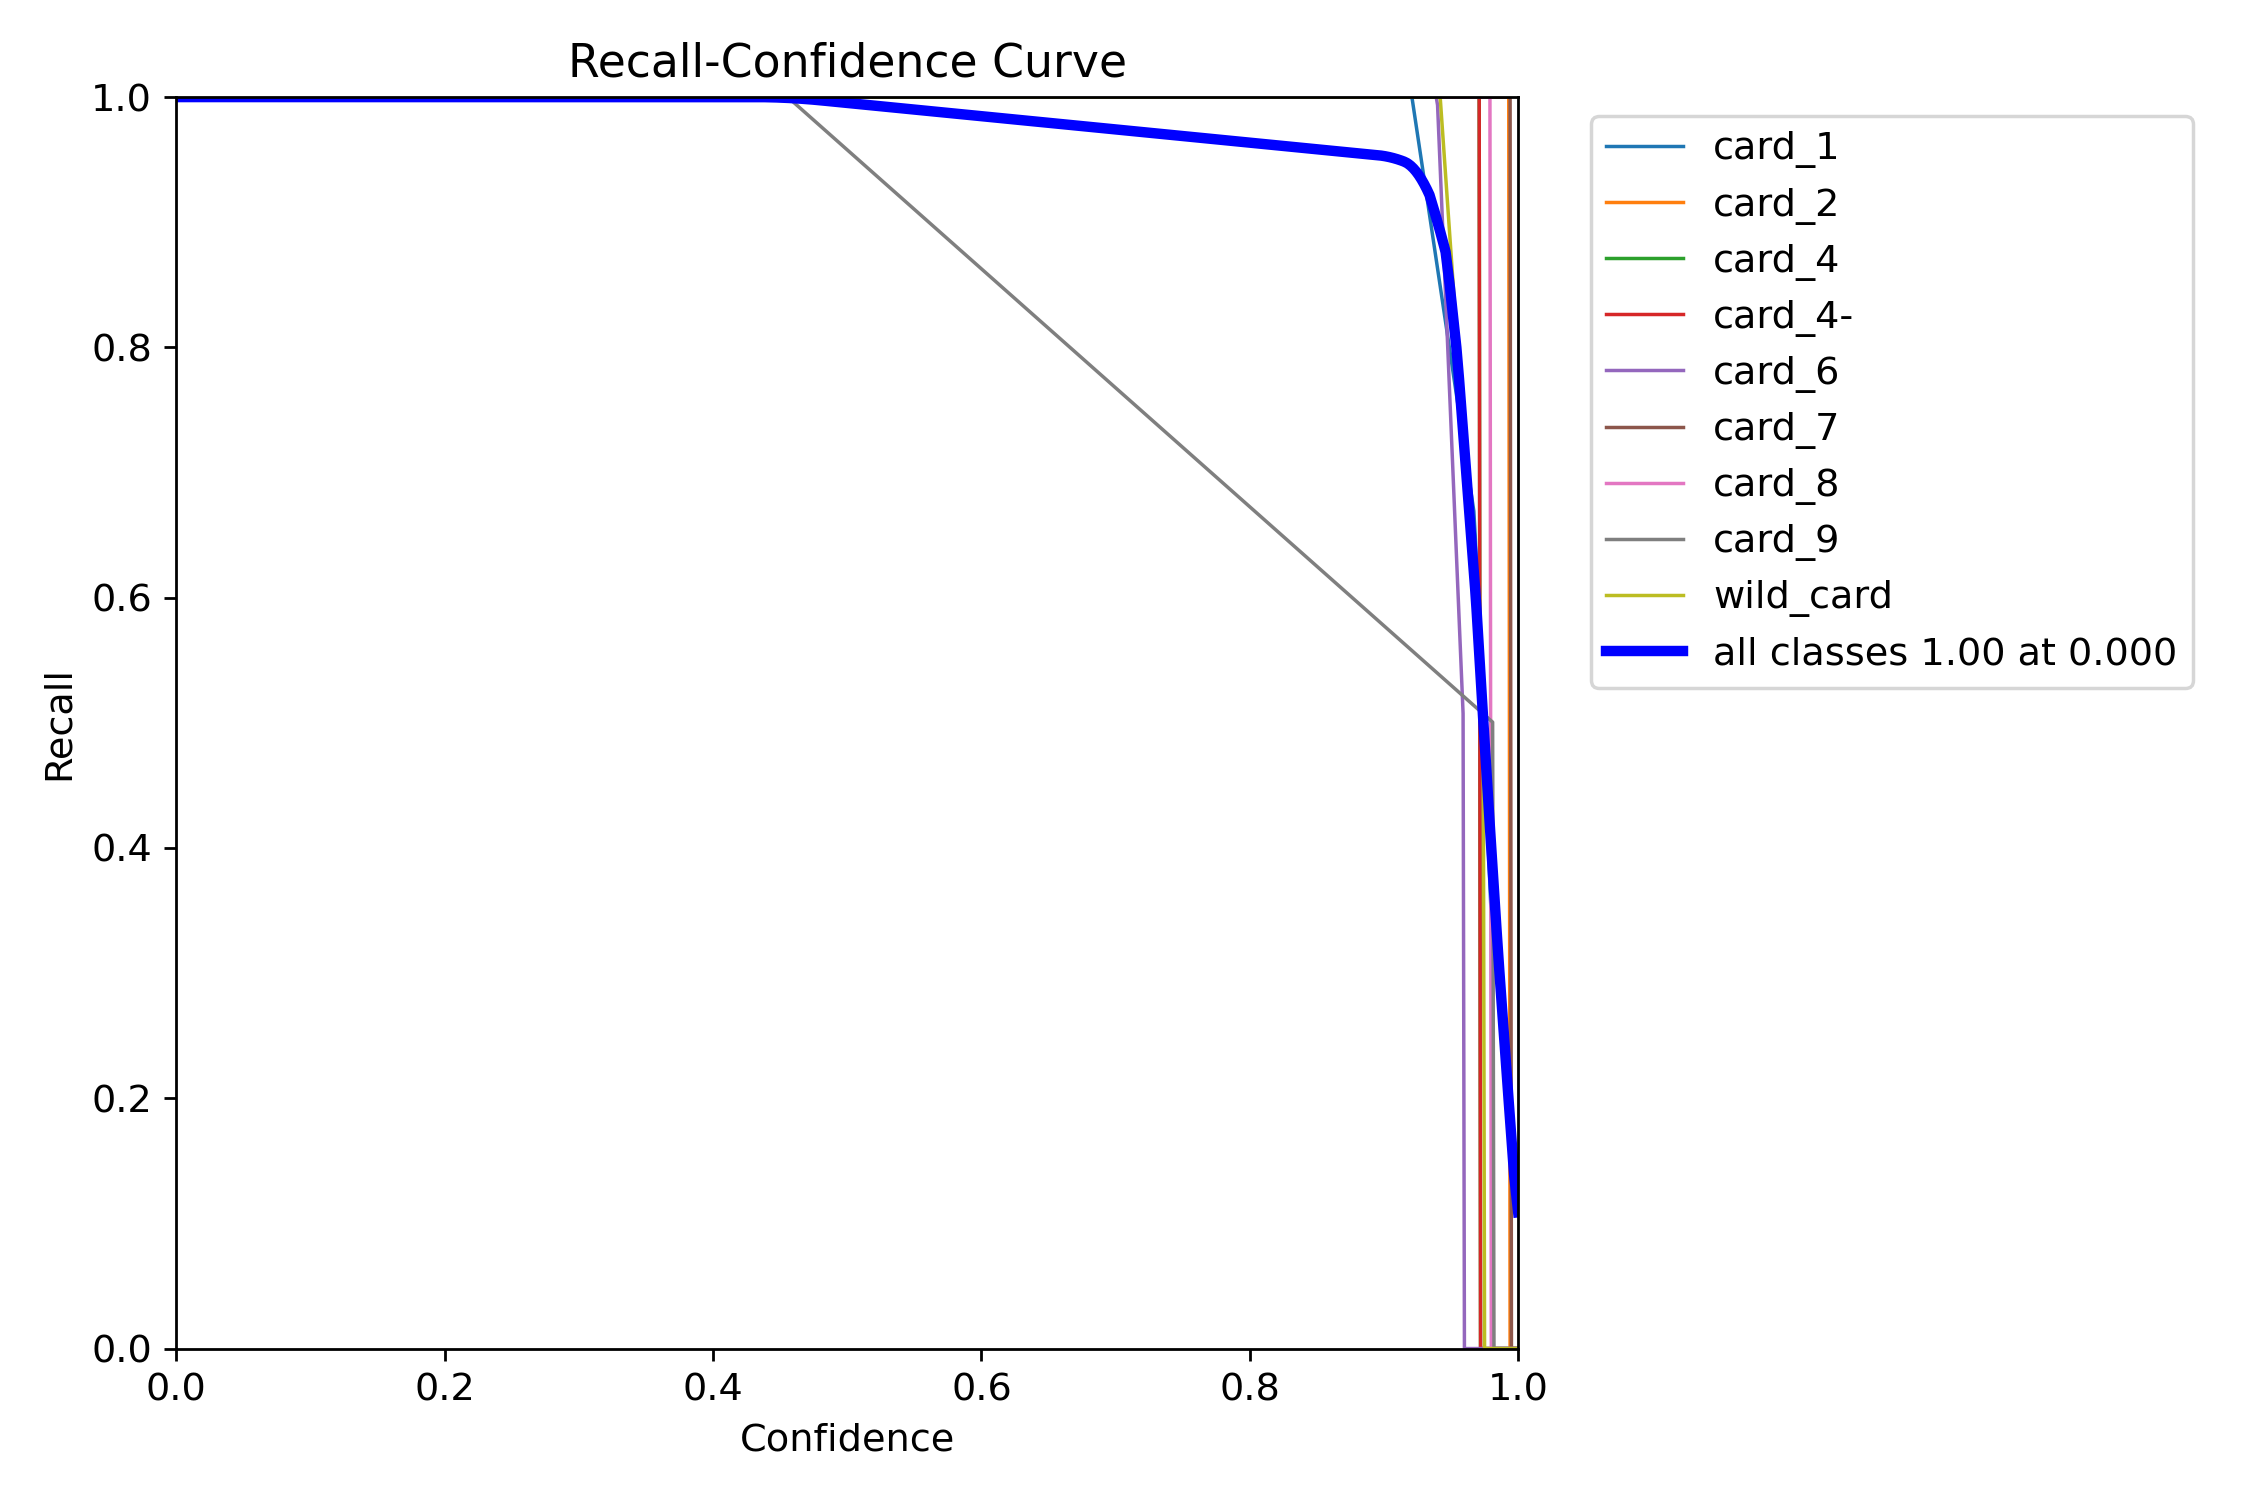 Recall-Confidence Curve
1.0
0.8
0.6
0.4
0.2
0.0
Recall
0.0 0.2 0.4 0.6 0.8 1.0
Confidence
card_1
card_2
card_4
card_4-
card_6
card_7
card_8
card_9
wild_card
all classes 1.00 at 0.000